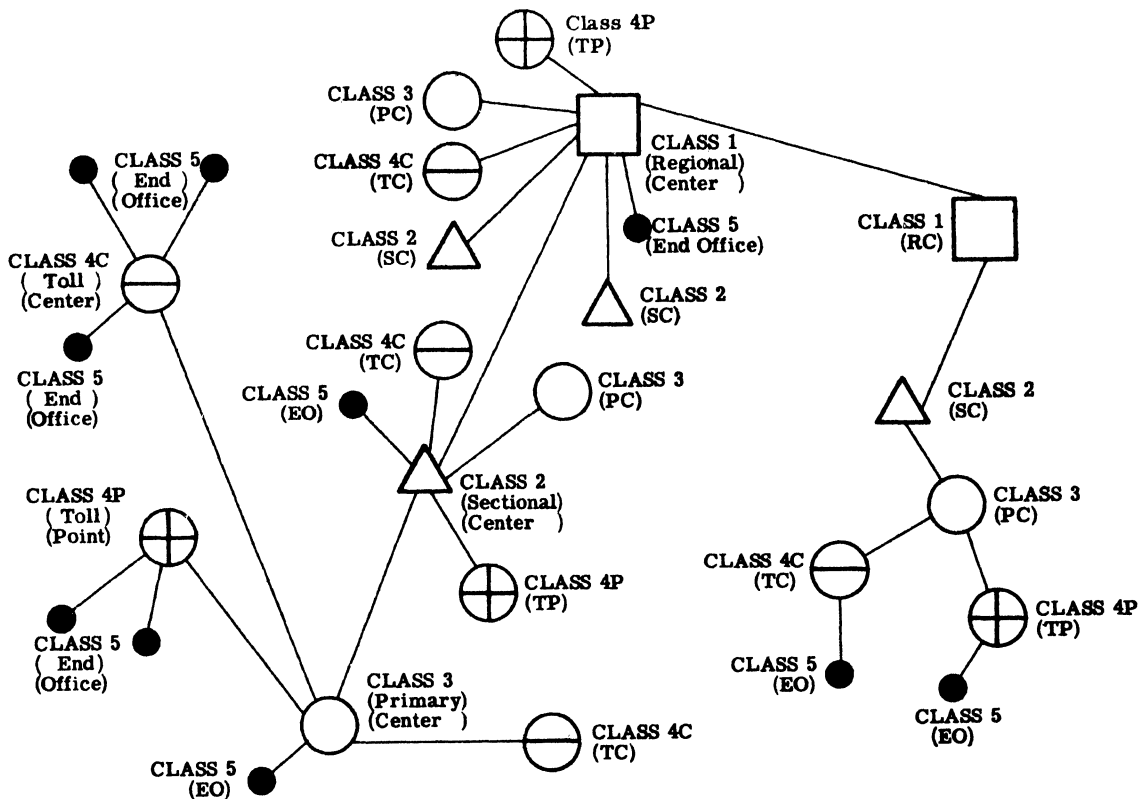 Class 4P
(TP)
CLASS 3
(PC)
CLASS 4C
(TC)
CLASS 2
(SC)
CLASS 1
(Regional)
(Center )
CLASS 5
(End Office)
CLASS 2
(SC)
CLASS 1
(RC)
CLASS 5
( End )
(Office)
CLASS 4C
( Toll )
(Center)
CLASS 5
( End )
(Office)
CLASS 4C
(TC)
CLASS 5
(EO)
CLASS 3
(PC)
CLASS 2
(Sectional)
(Center )
CLASS 4P
(TP)
CLASS 4P
( Toll )
(Point)
CLASS 5
( End )
(Office)
CLASS 3
(Primary)
(Center )
CLASS 5
(EO)
CLASS 4C
(TC)
CLASS 2
(SC)
CLASS 3
(PC)
CLASS 4C
(TC)
CLASS 4P
(TP)
CLASS 5
(EO)
CLASS 5
(EO)